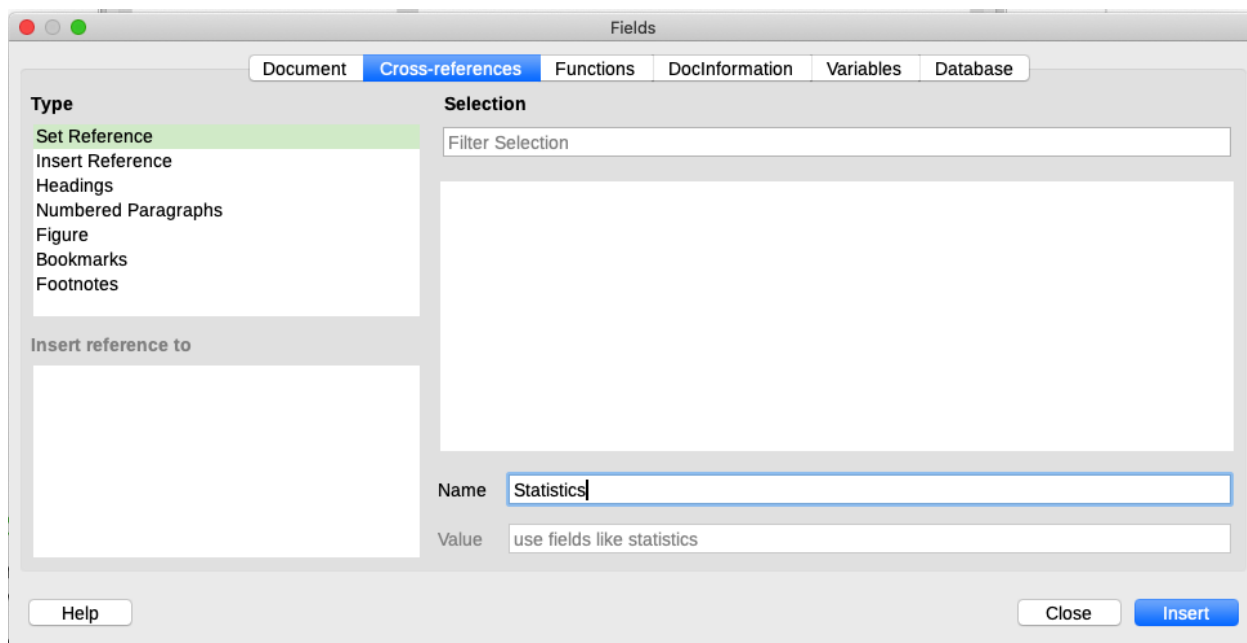 Fields
Document Cross-references Functions DocInformation Variables Database
Type
Set Reference
Insert Reference
Headings
Numbered Paragraphs
Figure
Bookmarks
Footnotes
Insert reference to
Selection
Filter Selection
Name Statistics
Value use fields like statistics
Help Close Insert